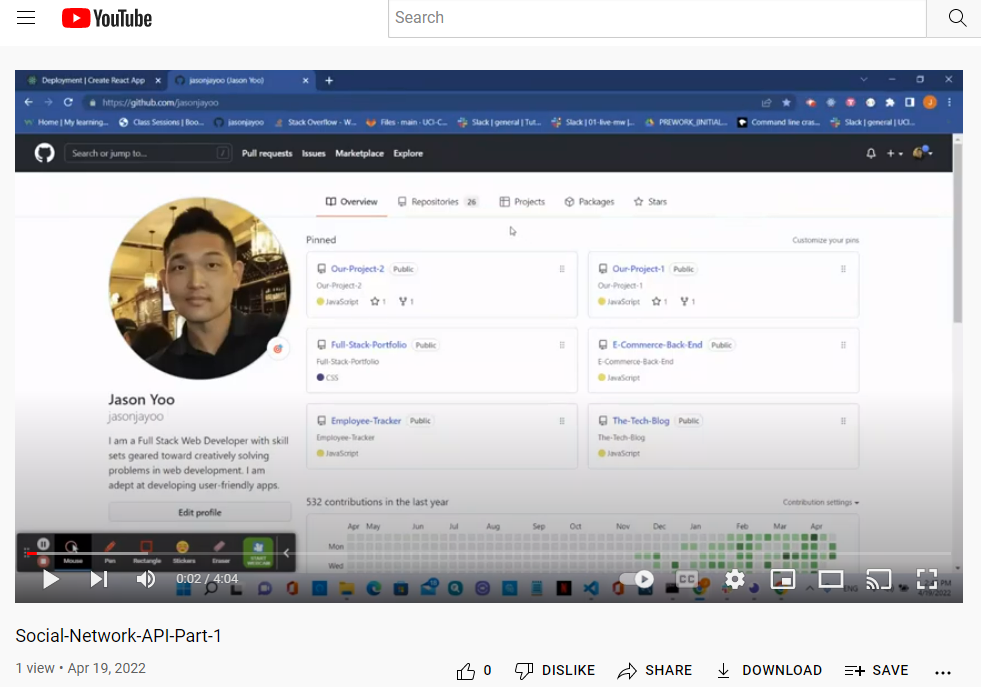 YouTube
Search
Deployment | Create React App
jasonjayoo (Jason Yoo)
https://github.com/jasonjayoo
Home | My learning...
Class Sessions | Boo...
jasonjayoo
Stack Overflow - W...
Files · main · UCI-C...
Slack | general | Tut...
Slack | 01-live-mw |...
PREWORK_(INITIAL...
Command line cras...
Slack | general | UCI...
Search or jump to...
/
Pull requests
Issues
Marketplace
Explore
Overview
Repositories 26
Projects
Packages
Stars
Pinned
Customize your pins
Our-Project-2 Public
Our-Project-2
JavaScript 1 1
Our-Project-1 Public
Our-Project-1
JavaScript 1 1
Full-Stack-Portfolio Public
Full-Stack-Portfolio
CSS
E-Commerce-Back-End Public
E-Commerce-Back-End
JavaScript
Employee-Tracker Public
Employee-Tracker
JavaScript
The-Tech-Blog Public
The-Tech-Blog
JavaScript
Jason Yoo
jasonjayoo
I am a Full Stack Web Developer with skill
sets geared toward creatively solving
problems in web development. I am
adept at developing user-friendly apps.
Edit profile
532 contributions in the last year
Contribution settings
Apr May Jun Jul Aug Sep Oct Nov Dec Jan Feb Mar Apr
Mon
Wed
Mouse
Pen
Rectangle
Stickers
Eraser
START WEBCAM
0:02 / 4:04
CC
ENG
PM
4/19/2022
Social-Network-API-Part-1
1 view • Apr 19, 2022
0
DISLIKE
SHARE
DOWNLOAD
SAVE